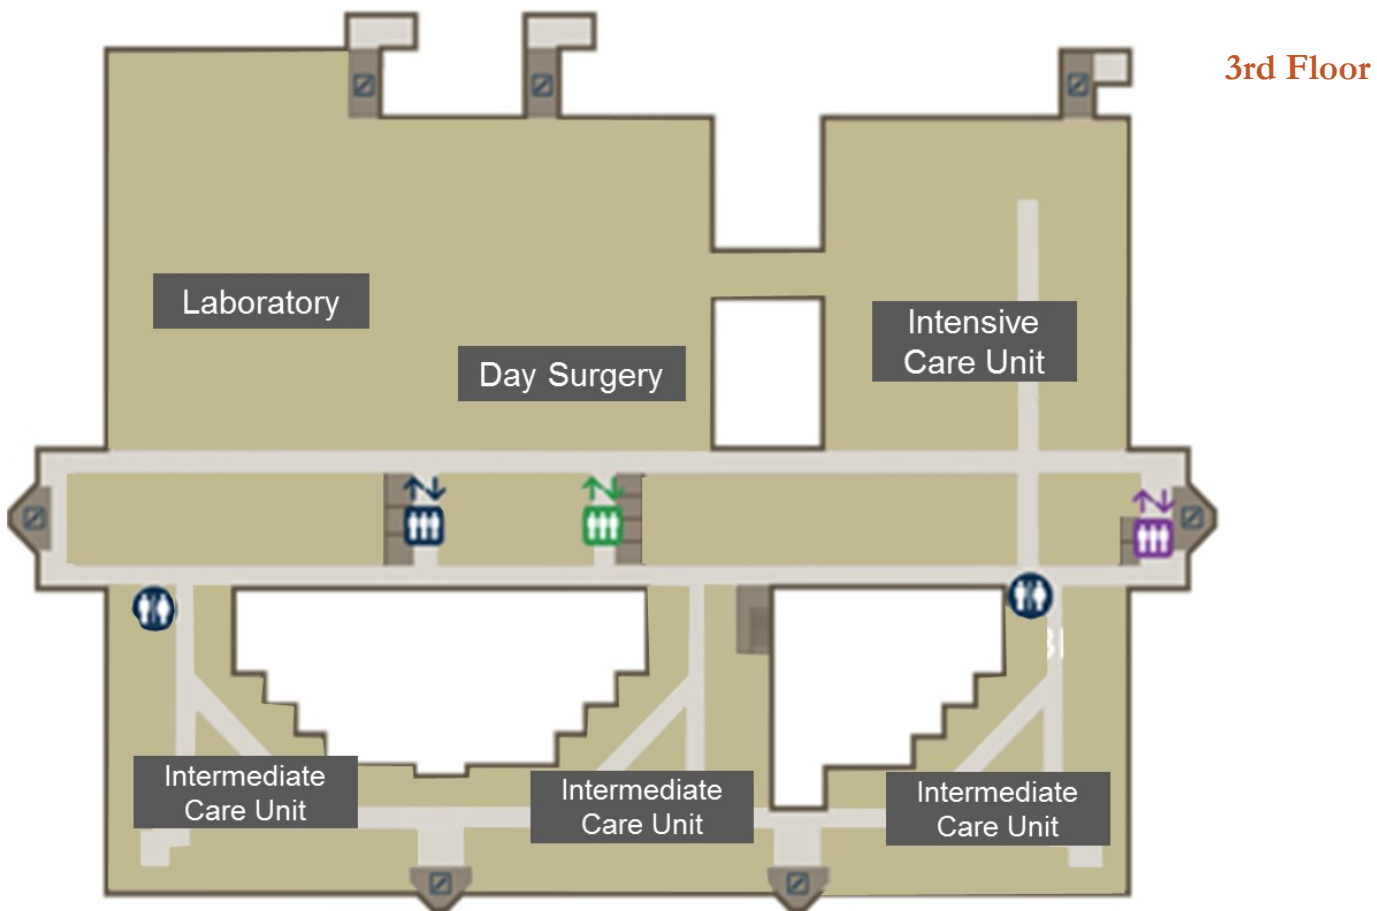 3rd Floor
Laboratory
Day Surgery
Intensive
Care Unit
Intermediate
Care Unit
Intermediate
Care Unit
Intermediate
Care Unit